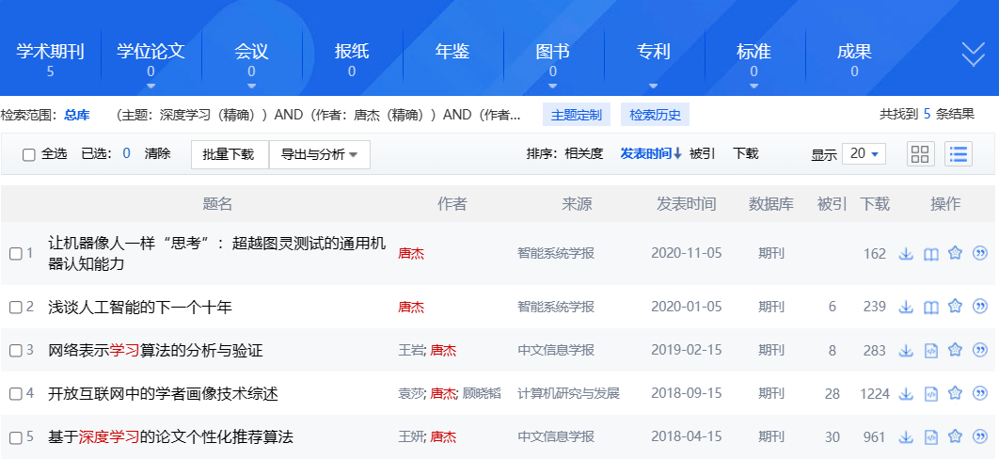 学术期刊 学位论文 会议 报纸 年鉴 图书 专利 标准 成果
5 0 0 0 0 0 0
检索范围：总库 （主题：深度学习（精确））AND（作者：唐杰（精确））AND（作者... 主题定制 检索历史 共找到 5 条结果
全选 已选：0 清除 批量下载 导出与分析 排序：相关度 发表时间↓ 被引 下载 显示 20
题名 作者 来源 发表时间 数据库 被引 下载 操作
1 让机器像人一样“思考”：超越图灵测试的通用机
器认知能力 唐杰 智能系统学报 2020-11-05 期刊 162
2 浅谈人工智能的下一个十年 唐杰 智能系统学报 2020-01-05 期刊 6 239
3 网络表示学习算法的分析与验证 王岩; 唐杰 中文信息学报 2019-02-15 期刊 8 283
4 开放互联网中的学者画像技术综述 袁莎; 唐杰; 顾晓韬 计算机研究与发展 2018-09-15 期刊 28 1224
5 基于深度学习的论文个性化推荐算法 王妍; 唐杰 中文信息学报 2018-04-15 期刊 30 961